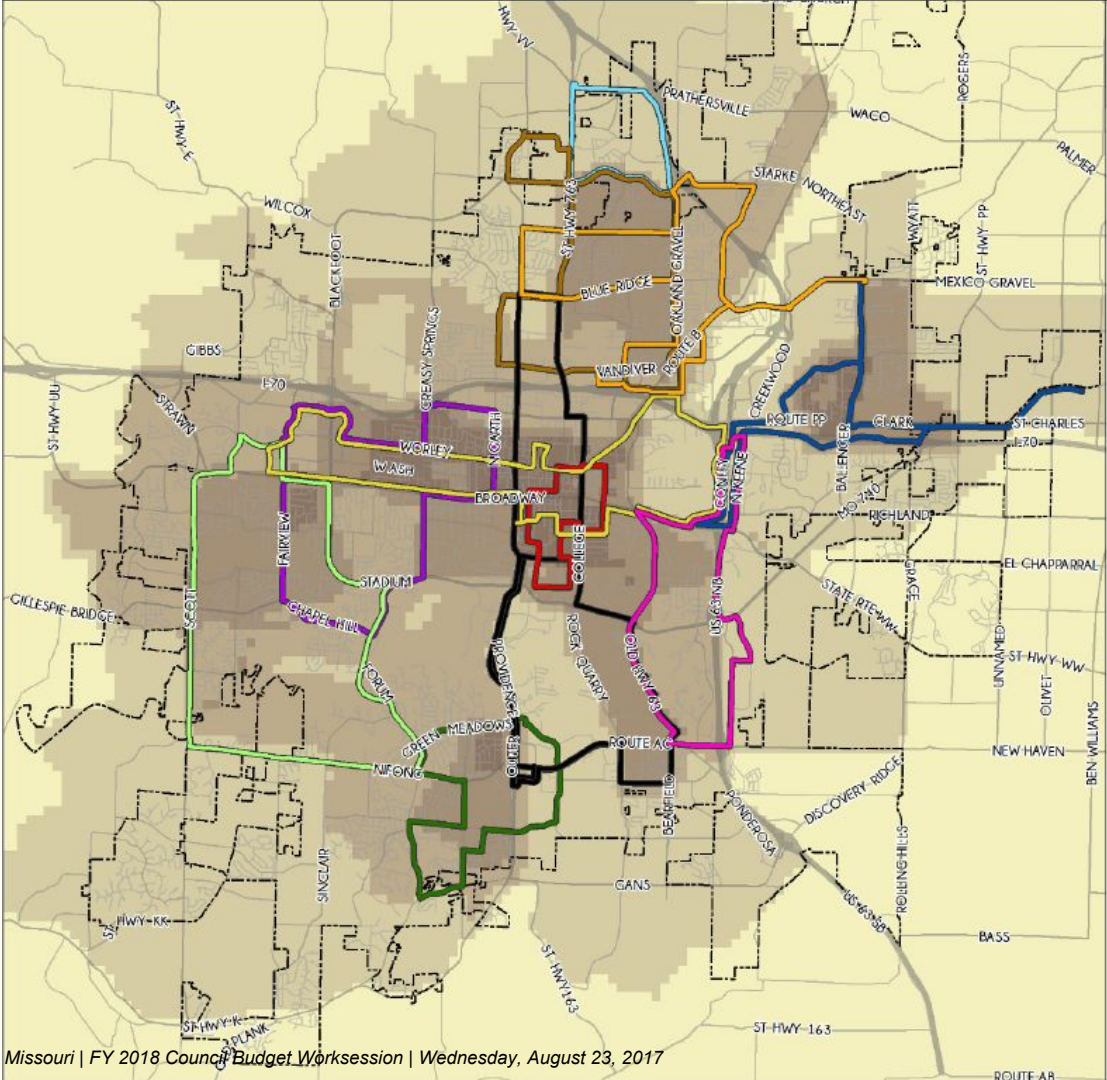 HWY VV
PRATHERSVILLE
ROGERS
WACO
ST HWY E
PALMER
STARKE NORTHEAST
WILCOX
WYATT
ST HWY PP
ST HWY 763
BLACKFOOT
OAKLAND GRAVEL
MEXICO GRAVEL
BLUE RIDGE
CREASY SPRINGS
GIBBS
ROUTE B
VANDIVER
I-70
CREEKWOOD
ST HWY UU
STRAWN
ROUTE PP
CLARK
ST CHARLES
I-70
WORLEY
WASH
BALLENGER
CONLEY
N KEENE
BROADWAY
MO 740
RICHLAND
FAIRVIEW
COLLEGE
EL CHAPPARRAL
GRACE
STADIUM
SCOTT
GILLESPIE BRIDGE
CHAPEL HILL
US 63 NB
STATE RTE WW
PROVIDENCE
ROCK QUARRY
OLD HWY 63
UNNAMED
ST HWY WW
FORUM
OLIVET
GREEN MEADOWS
OUTER
ROUTE AC
NEW HAVEN
BEN WILLIAMS
NIFONG
BEARFIELD
PONDEROSA
DISCOVERY RIDGE
SINCLAIR
GANS
ROLLING HILLS
US 63 SB
ST HWY KK
BASS
ST HWY 163
ST HWY K
OLD PLANK
ST HWY 163
Missouri | FY 2018 Council Budget Worksession | Wednesday, August 23, 2017
ROUTE AB